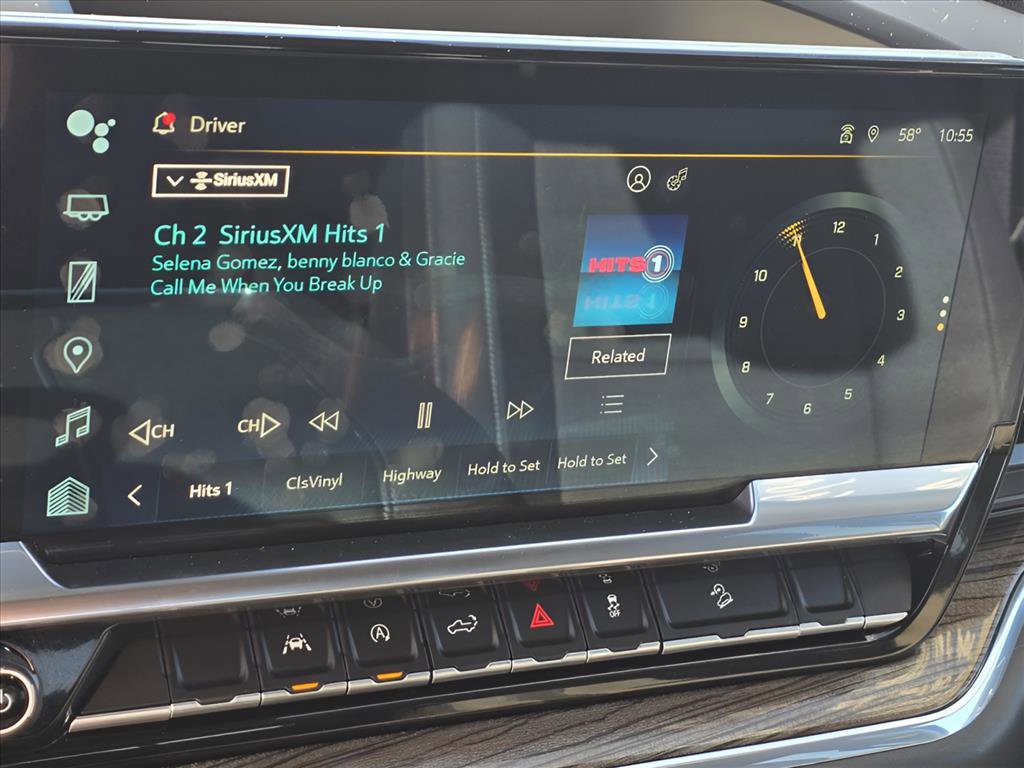 Driver
58° 10:55
SiriusXM
Ch 2 SiriusXM Hits 1
Selena Gomez, benny blanco & Gracie
Call Me When You Break Up
HITS 1
Related
CH
CH
Hits 1
ClsVinyl
Highway
Hold to Set
Hold to Set
12
1
2
3
4
5
6
7
8
9
10
11
A
OFF